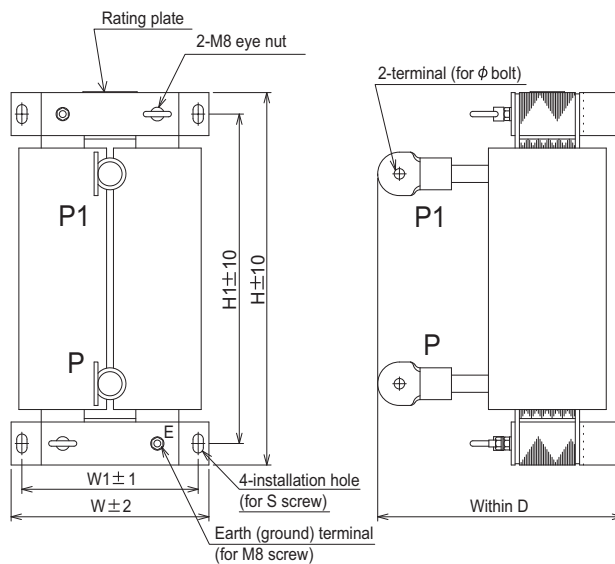 Rating plate
2-M8 eye nut
2-terminal (for ϕ bolt)
P1
P
E
H1±10
H±10
W1±1
W±2
4-installation hole
(for S screw)
Earth (ground) terminal
(for M8 screw)
P1
P
Within D